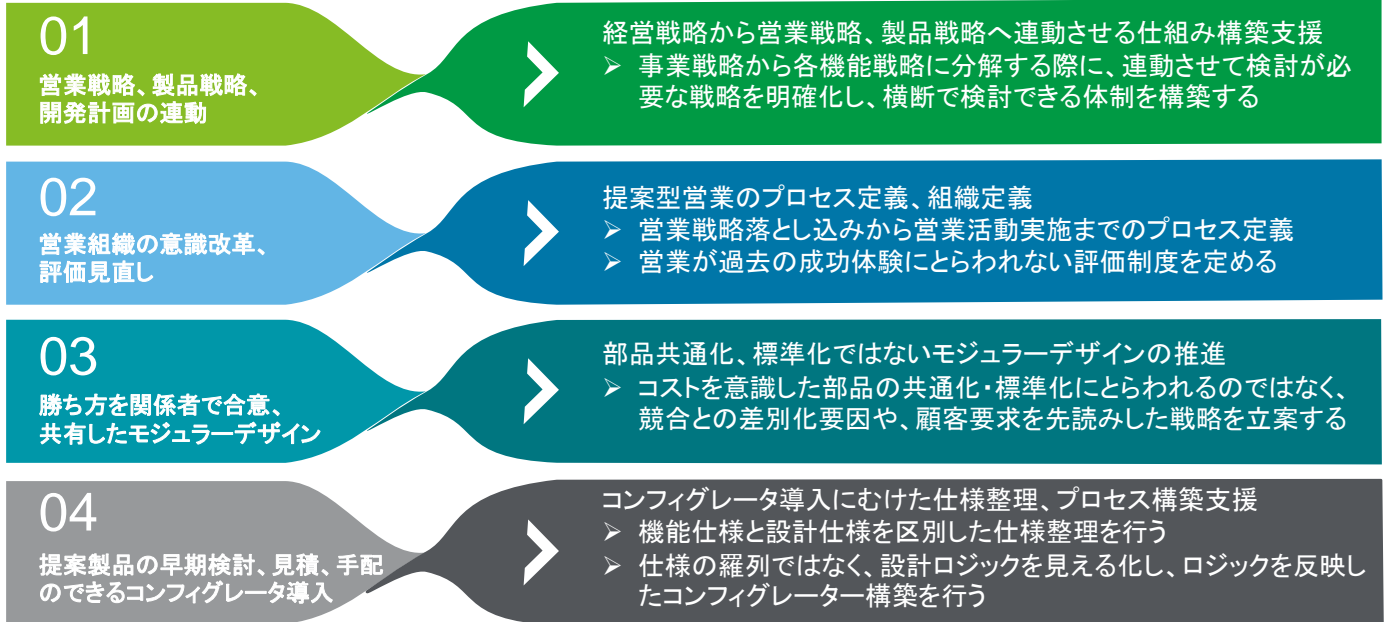 01
営業戦略、製品戦略、
開発計画の連動
経営戦略から営業戦略、製品戦略へ連動させる仕組み構築支援
➢ 事業戦略から各機能戦略に分解する際に、連動させて検討が必
要な戦略を明確化し、横断で検討できる体制を構築する
02
営業組織の意識改革、
評価見直し
提案型営業のプロセス定義、組織定義
➢ 営業戦略落とし込みから営業活動実施までのプロセス定義
➢ 営業が過去の成功体験にとらわれない評価制度を定める
03
勝ち方を関係者で合意、
共有したモジュラーデザイン
部品共通化、標準化ではないモジュラーデザインの推進
➢ コストを意識した部品の共通化・標準化にとらわれるのではなく、
競合との差別化要因や、顧客要求を先読みした戦略を立案する
04
提案製品の早期検討、見積、手配
のできるコンフィグレータ導入
コンフィグレータ導入にむけた仕様整理、プロセス構築支援
➢ 機能仕様と設計仕様を区別した仕様整理を行う
➢ 仕様の羅列ではなく、設計ロジックを見える化し、ロジックを反映し
たコンフィグレーター構築を行う